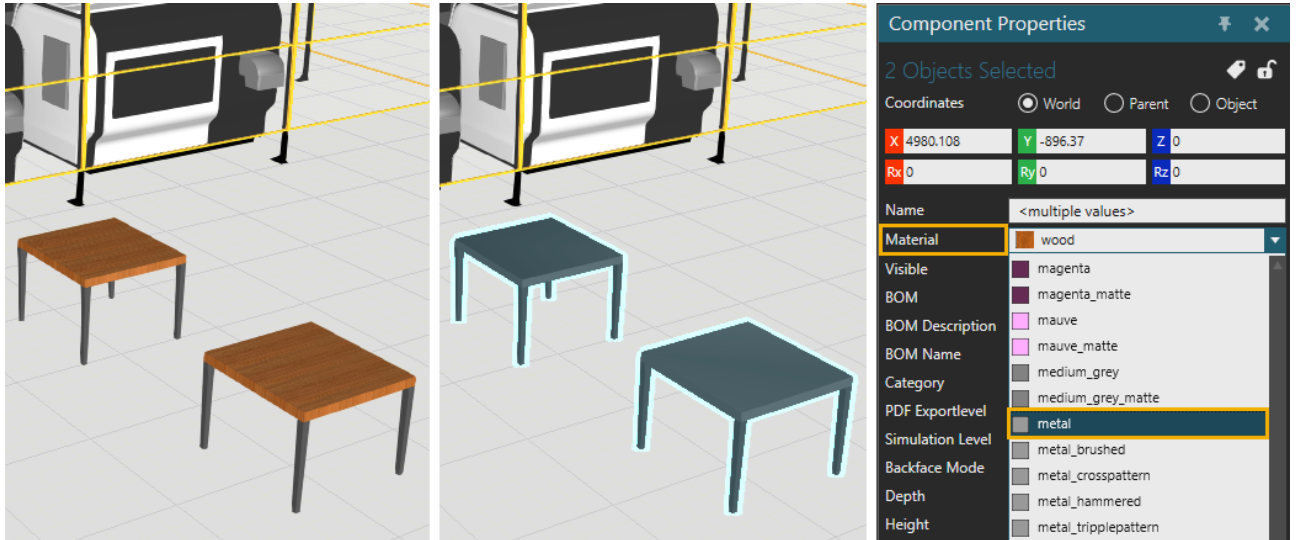 Component Properties
2 Objects Selected
Coordinates World Parent Object
X 4980.108 Y -896.37 Z 0
Rx 0 Ry 0 Rz 0
Name <multiple values>
Material wood
Visible magenta
magenta_matte
BOM
mauve
BOM Description
mauve_matte
BOM Name
medium_grey
Category
medium_grey_matte
PDF Exportlevel
metal
Simulation Level
metal_brushed
Backface Mode
metal_crosspattern
Depth
metal_hammered
Height
metal_tripplepattern